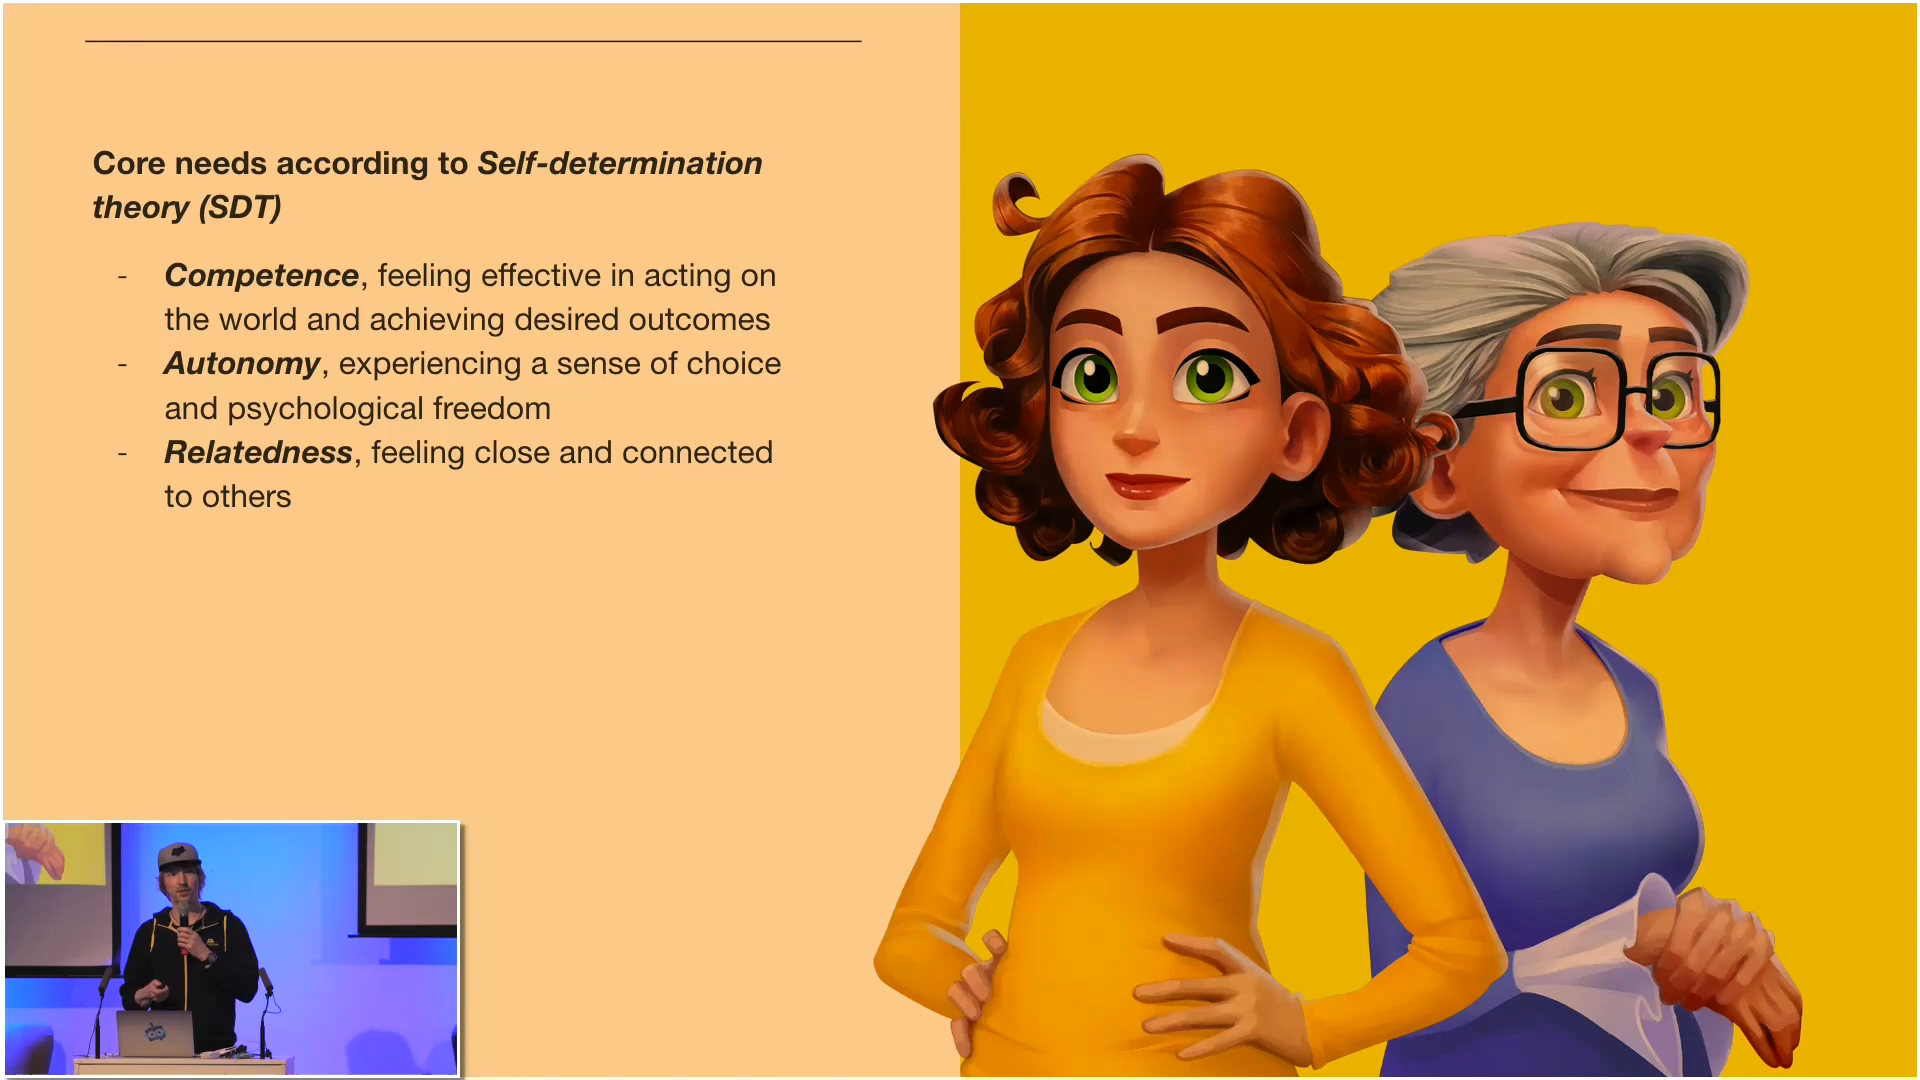 Core needs according to Self-determination
theory (SDT)
- Competence, feeling effective in acting on
the world and achieving desired outcomes
- Autonomy, experiencing a sense of choice
and psychological freedom
- Relatedness, feeling close and connected
to others